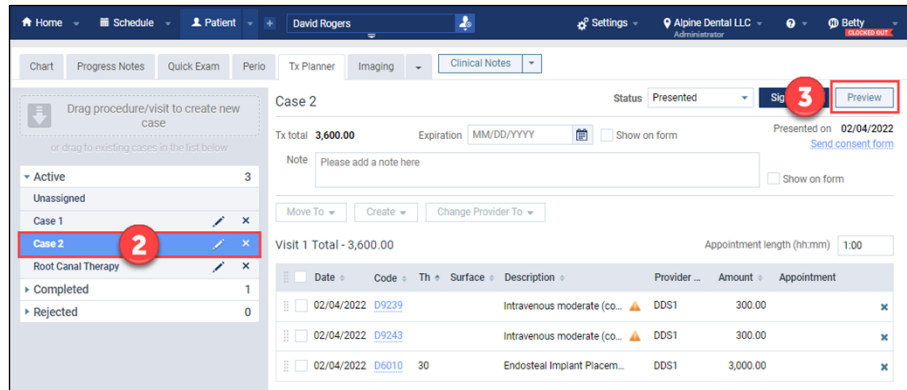 Home Schedule Patient + David Rogers Settings Alpine Dental LLC ? Betty
Administrator CLOCKED OUT
Chart Progress Notes Quick Exam Perio Tx Planner Imaging Clinical Notes
Drag procedure/visit to create new
case
or drag to existing cases in the list below
Active 3
Unassigned
Case 1
Case 2 2
Root Canal Therapy
Completed 1
Rejected 0
Case 2 Status Presented 3 Preview
Tx total 3,600.00 Expiration MM/DD/YYYY Show on form Presented on 02/04/2022
Send consent form
Note Please add a note here
Show on form
Move To Create Change Provider To
Visit 1 Total - 3,600.00 Appointment length (hh:mm) 1:00
Date Code Th Surface Description Provider ... Amount Appointment
02/04/2022 D9239 Intravenous moderate (co... DDS1 300.00
02/04/2022 D9243 Intravenous moderate (co... DDS1 300.00
02/04/2022 D6010 30 Endosteal Implant Placem... DDS1 3,000.00